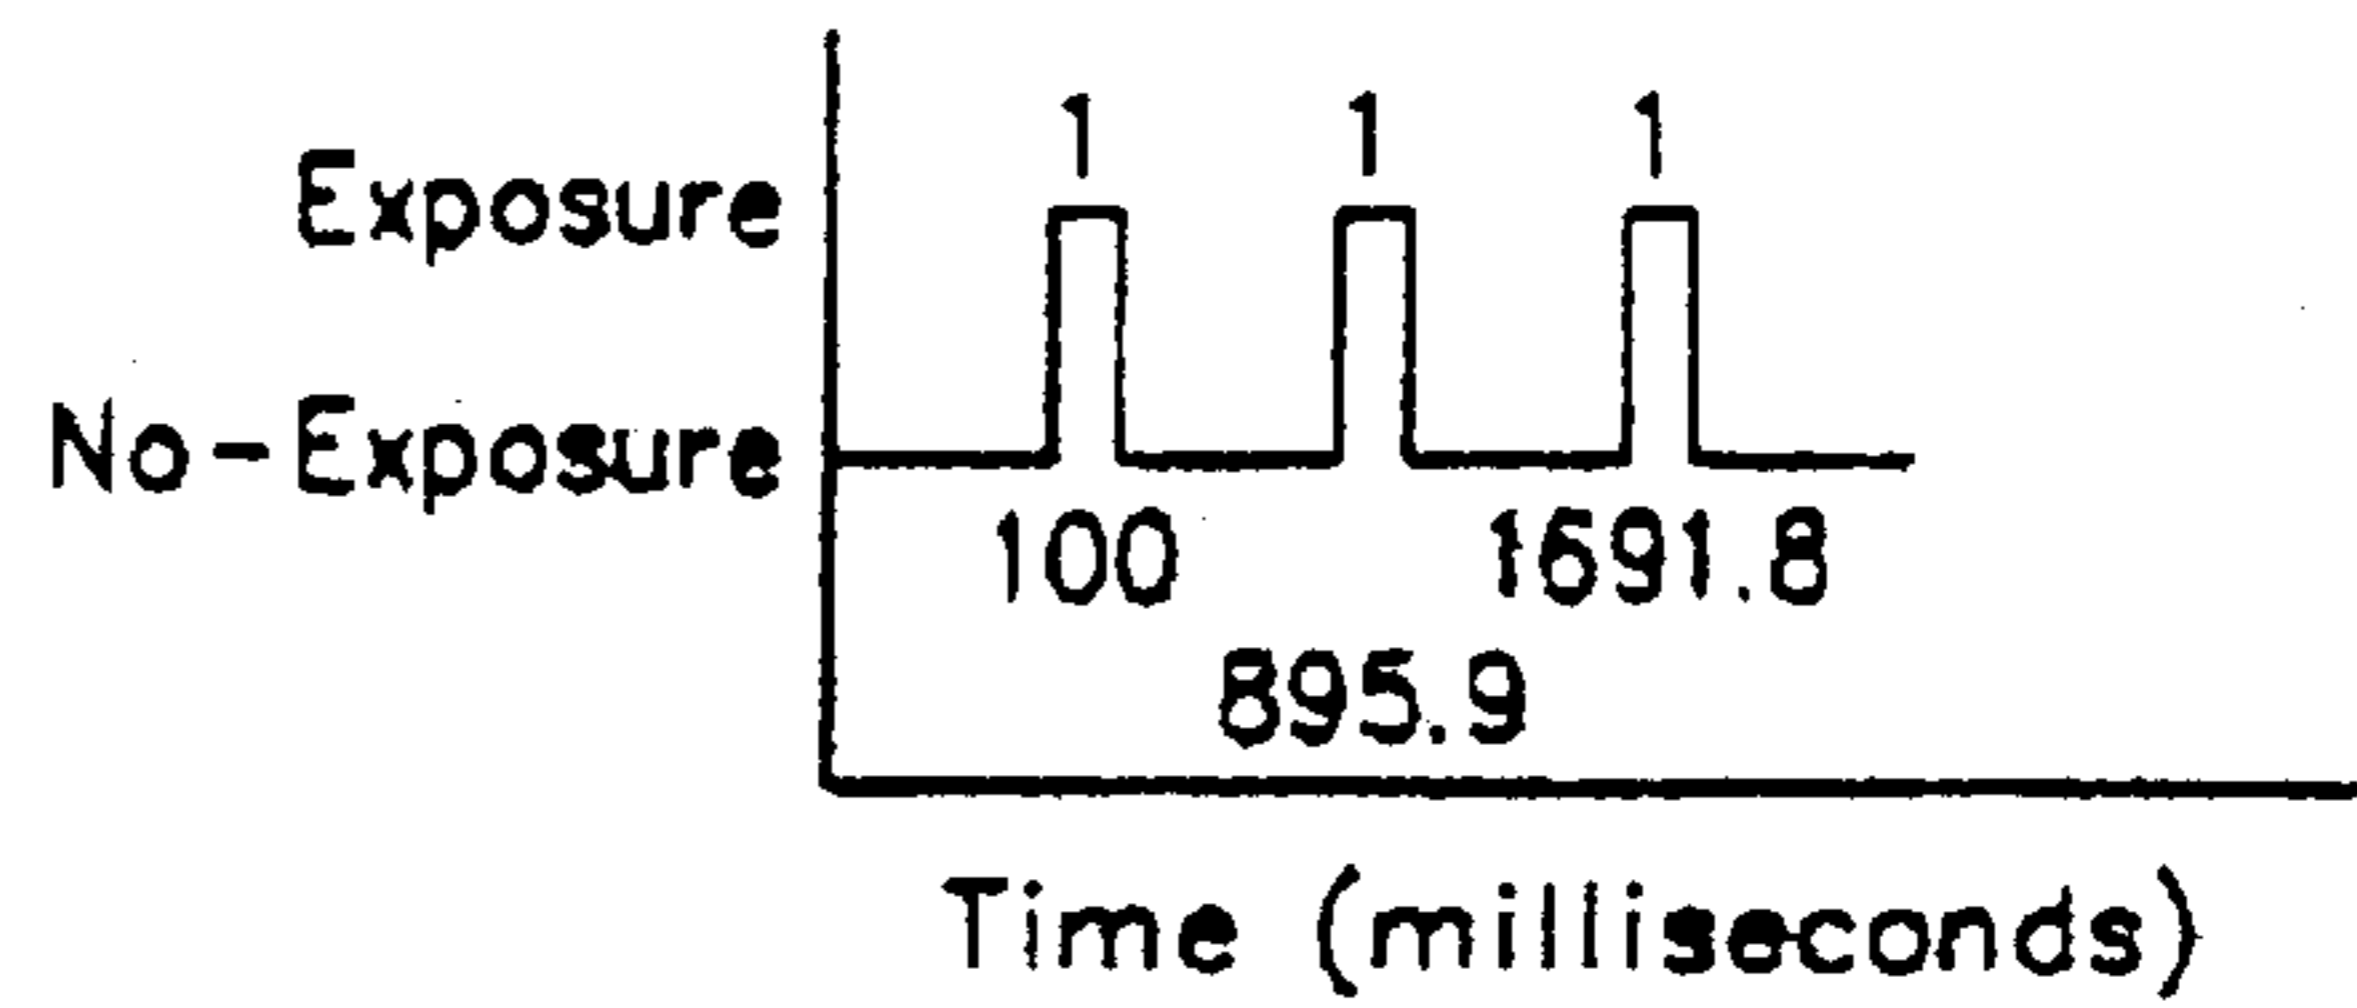 1 1 1
Exposure
No-Exposure
100 1691.8
895.9
Time (milliseconds)